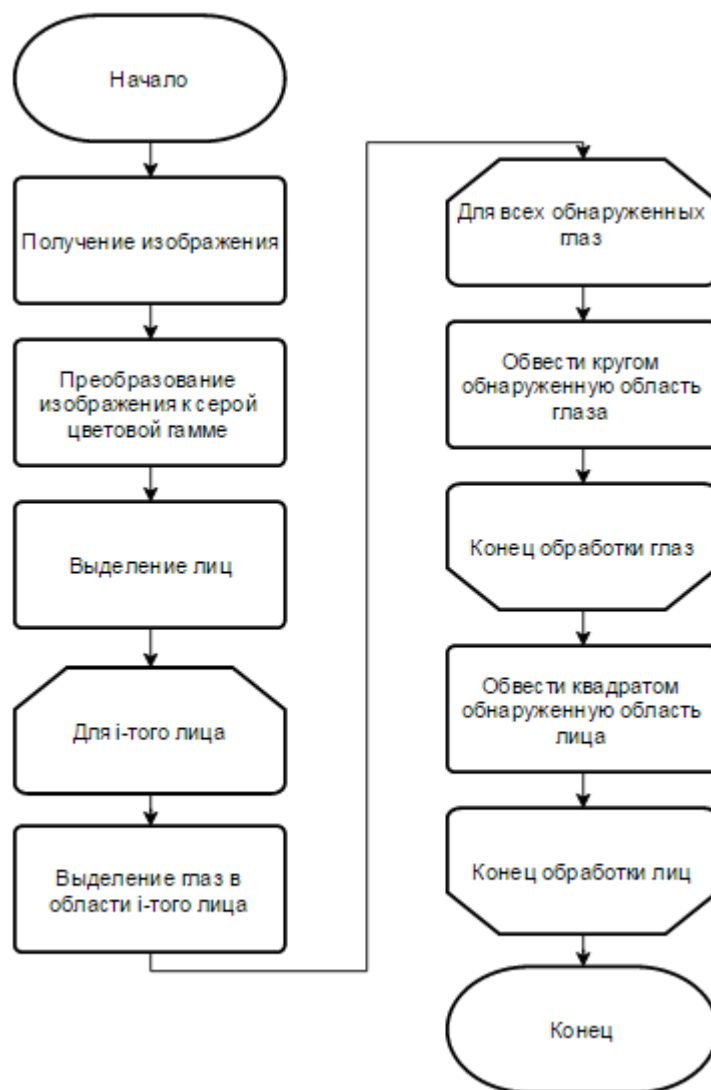 Начало
Получение изображения
Преобразование
изображения к серой
цветовой гамме
Выделение лиц
Для i-того лица
Выделение глаз в
области i-того лица
Для всех обнаруженных
глаз
Обвести кругом
обнаруженную область
глаза
Конец обработки глаз
Обвести квадратом
обнаруженную область
лица
Конец обработки лиц
Конец